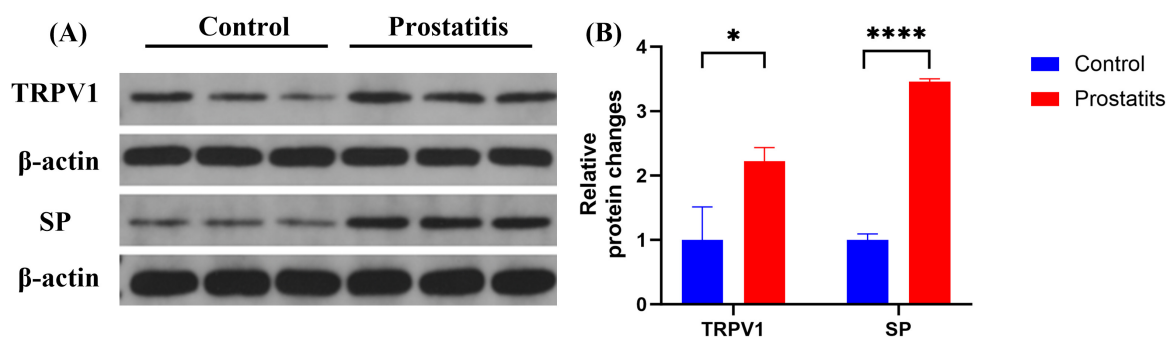 (A)
Control Prostatitis
TRPV1
β-actin
SP
β-actin
(B)
* ****
Relative
protein changes
4
3
2
1
0
TRPV1 SP
Control
Prostatits